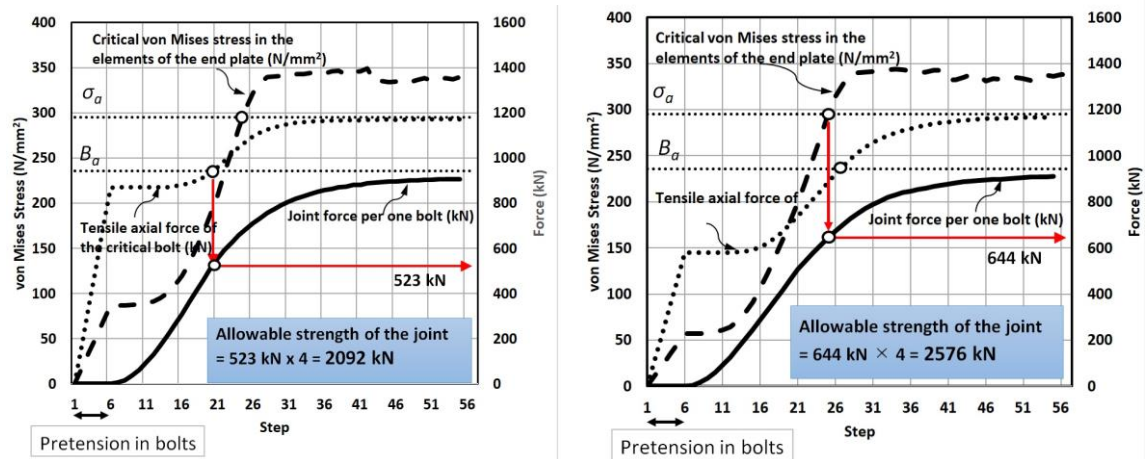 400
350
300
250
200
150
100
50
0
von Mises Stress (N/mm²)
1600
1400
1200
1000
800
600
400
200
0
Force (kN)
Critical von Mises stress in the
elements of the end plate (N/mm²)
σa
Ba
Tensile axial force of
the critical bolt (kN)
Joint force per one bolt (kN)
523 kN
Allowable strength of the joint
= 523 kN x 4 = 2092 kN
1 6 11 16 21 26 31 36 41 46 51 56
Step
Pretension in bolts
400
350
300
250
200
150
100
50
0
von Mises Stress (N/mm²)
1600
1400
1200
1000
800
600
400
200
0
Force (kN)
Critical von Mises stress in the
elements of the end plate (N/mm²)
σa
Ba
Tensile axial force of
Joint force per one bolt (kN)
644 kN
Allowable strength of the joint
= 644 kN × 4 = 2576 kN
1 6 11 16 21 26 31 36 41 46 51 56
Step
Pretension in bolts